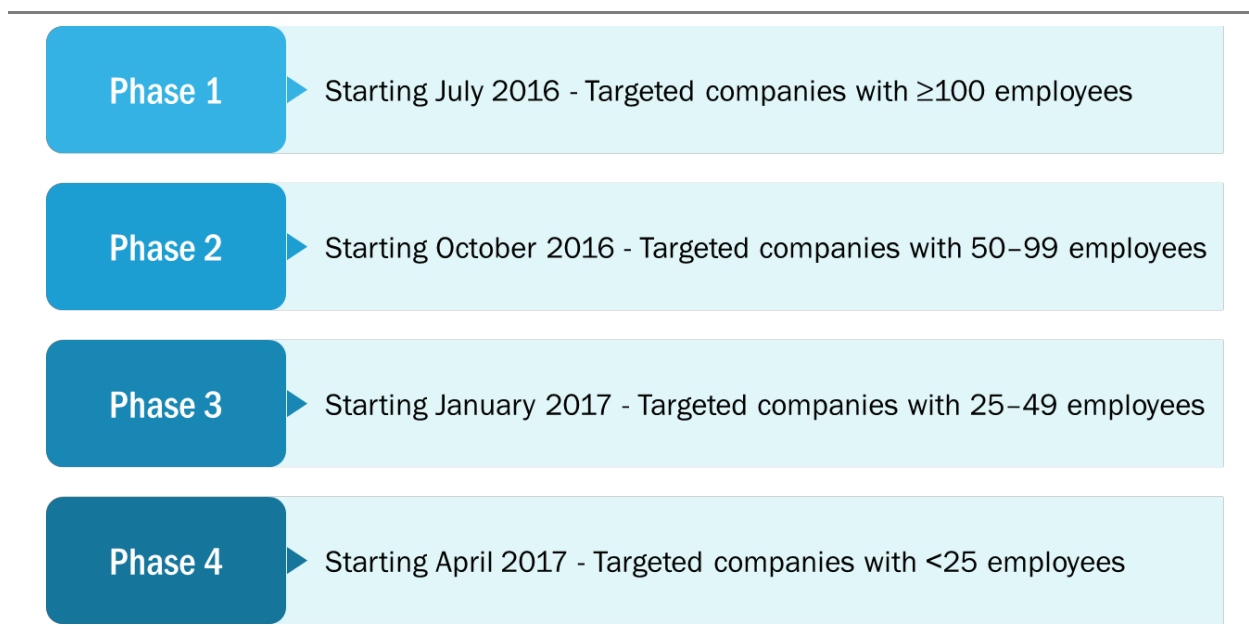 Phase 1
Starting July 2016 - Targeted companies with ≥100 employees
Phase 2
Starting October 2016 - Targeted companies with 50–99 employees
Phase 3
Starting January 2017 - Targeted companies with 25–49 employees
Phase 4
Starting April 2017 - Targeted companies with <25 employees